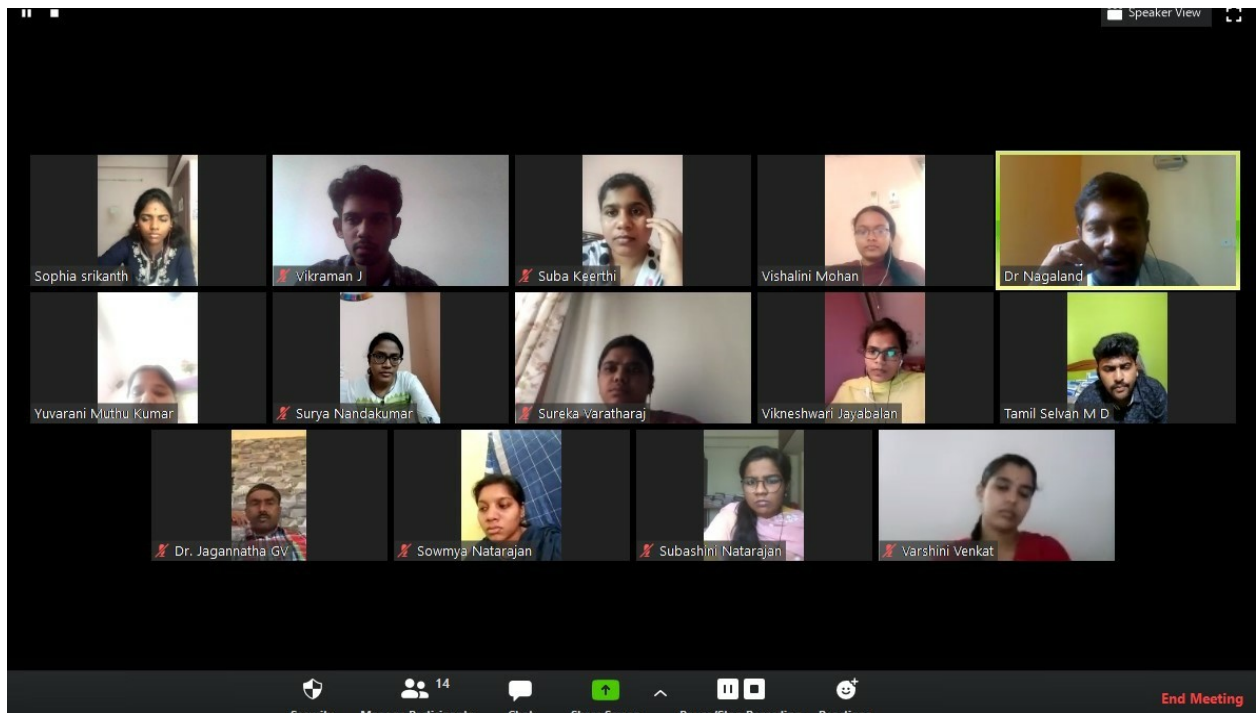 Speaker View
Sophia srikanth
Vikraman J
Suba Keerthi
Vishalini Mohan
Dr Nagaland
Yuvarani Muthu Kumar
Surya Nandakumar
Sureka Varatharaj
Vikneshwari Jayabalan
Tamil Selvan M D
Dr. Jagannatha GV
Sowmya Natarajan
Subashini Natarajan
Varshini Venkat
14
End Meeting